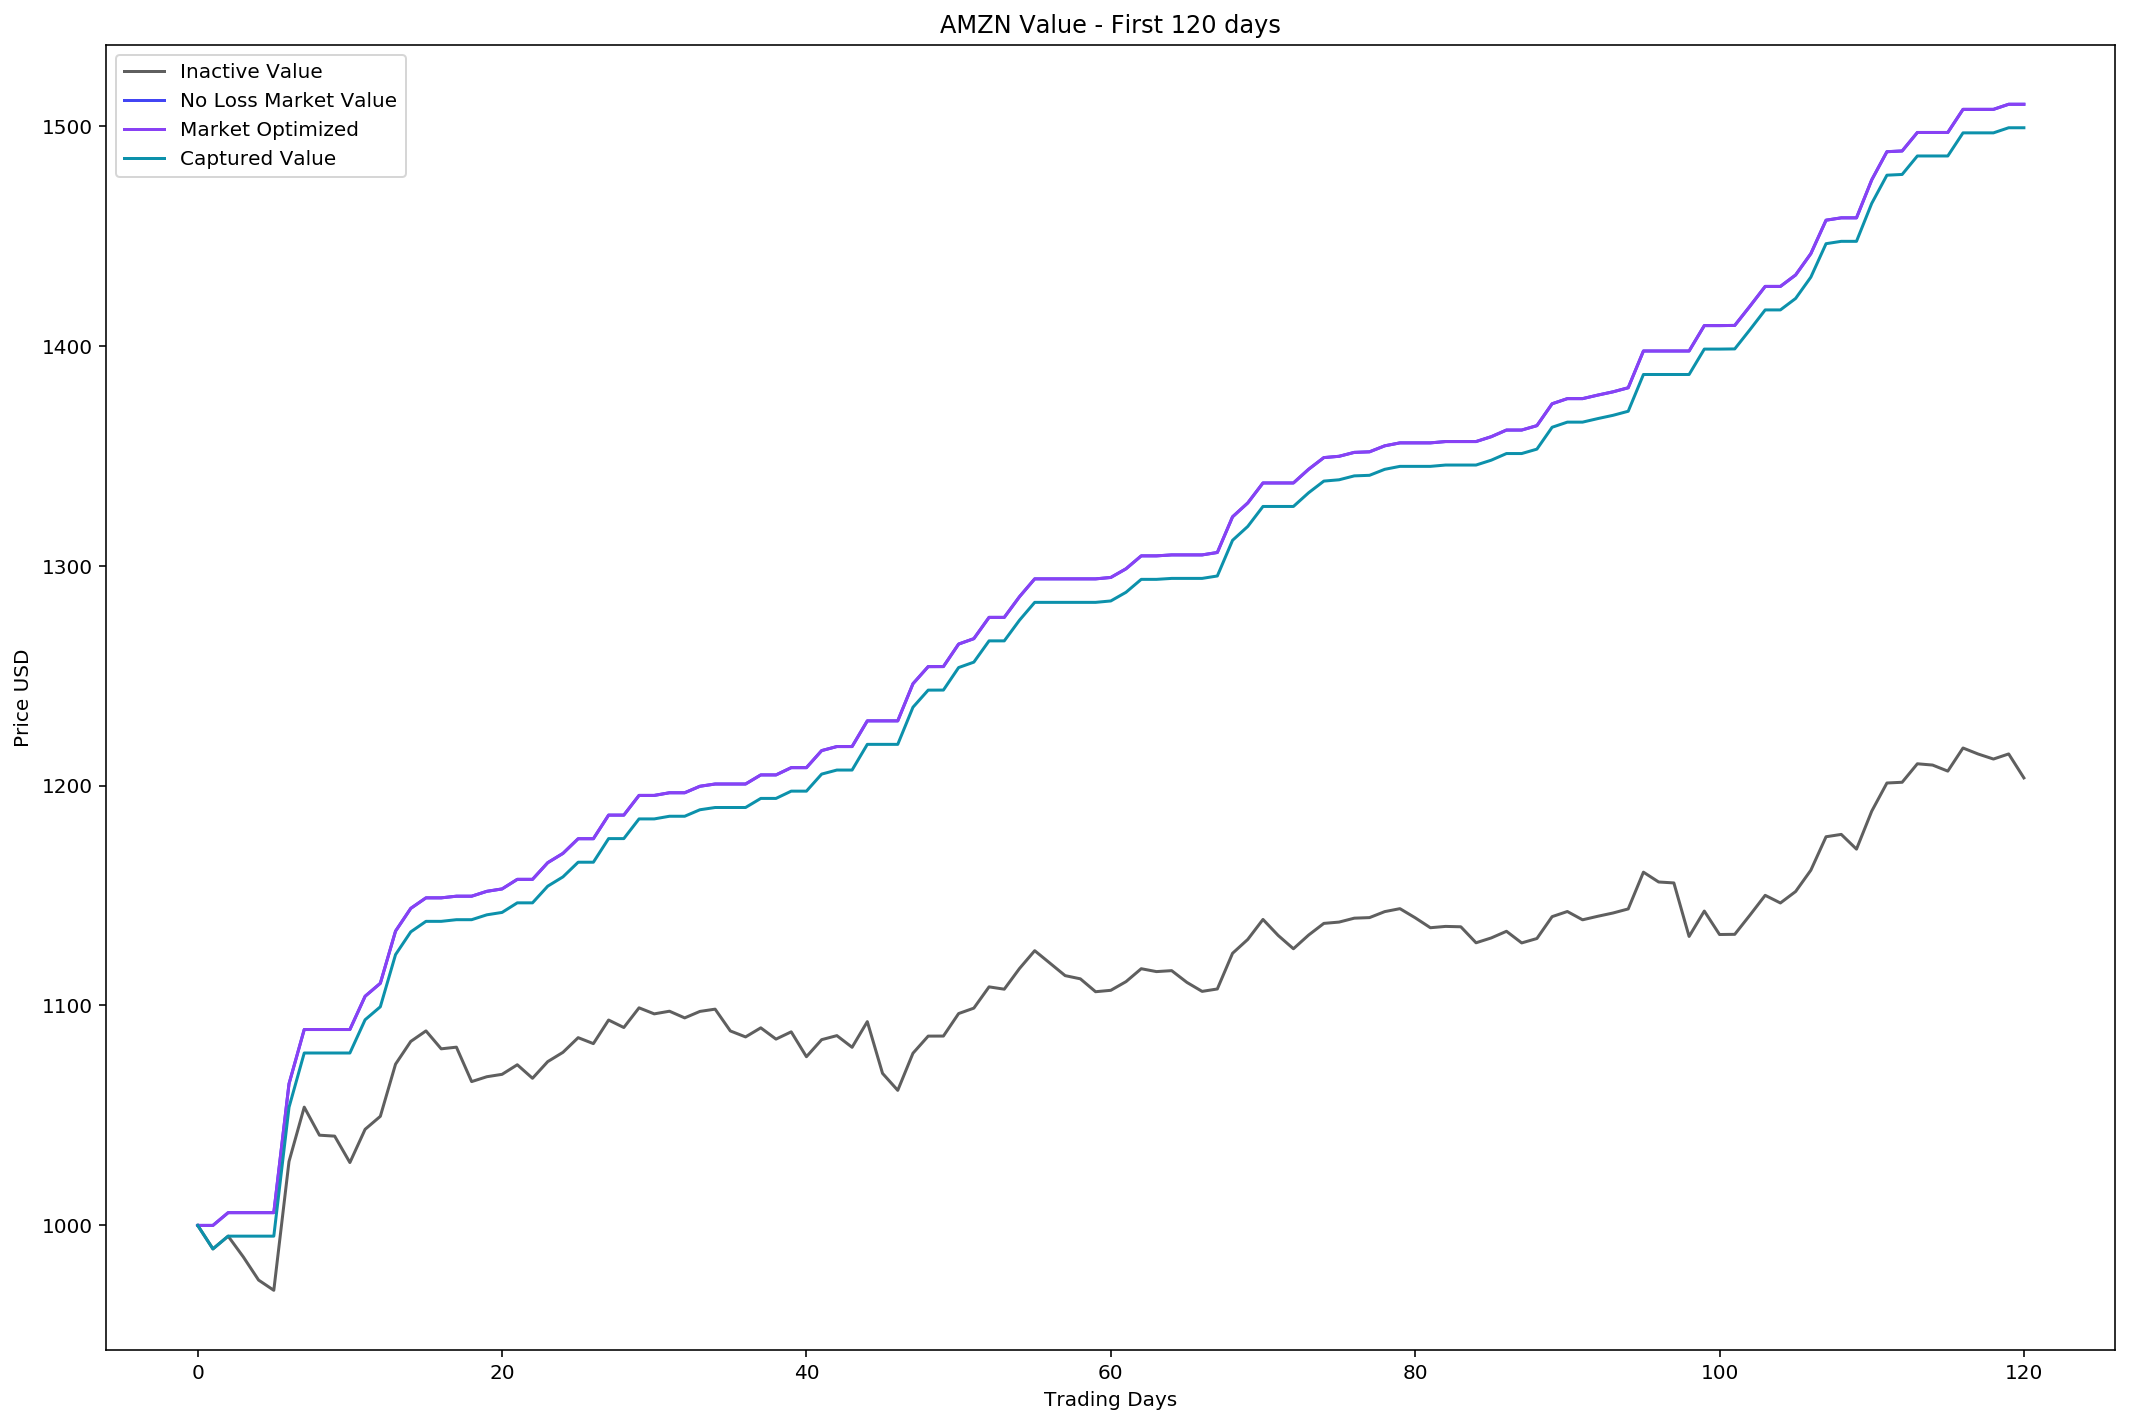 AMZN Value - First 120 days
Inactive Value
No Loss Market Value
Market Optimized
Captured Value
1500
1400
1300
1200
1100
1000
Price USD
0 20 40 60 80 100 120
Trading Days